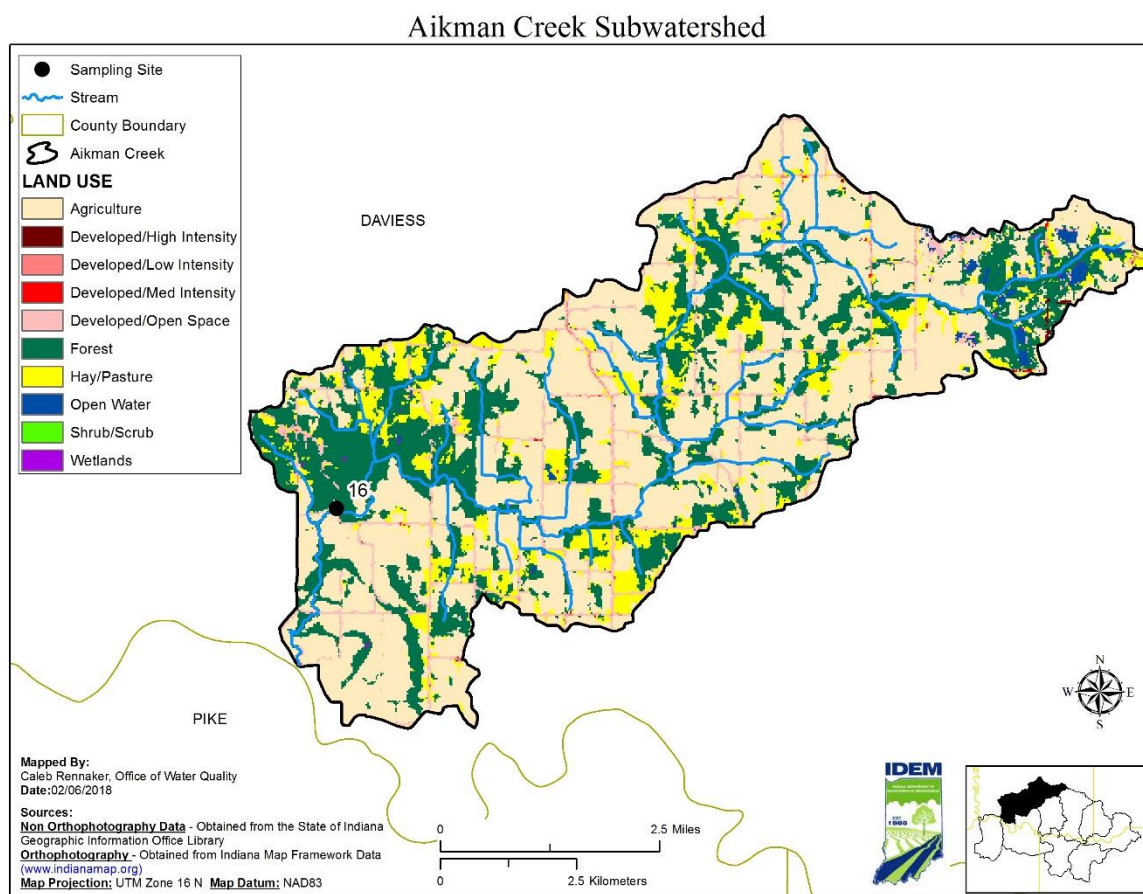 Aikman Creek Subwatershed
Sampling Site
Stream
County Boundary
Aikman Creek
LAND USE
Agriculture
Developed/High Intensity
Developed/Low Intensity
Developed/Med Intensity
Developed/Open Space
Forest
Hay/Pasture
Open Water
Shrub/Scrub
Wetlands
DAVIESS
16
PIKE
N
W E
S
Mapped By:
Caleb Rennaker, Office of Water Quality
Date:02/06/2018
Sources:
Non Orthophotography Data - Obtained from the State of Indiana
Geographic Information Office Library
Orthophotography - Obtained from Indiana Map Framework Data
(www.indianamap.org)
Map Projection: UTM Zone 16 N Map Datum: NAD83
0 2.5 Miles
0 2.5 Kilometers
IDEM
EST.
1986